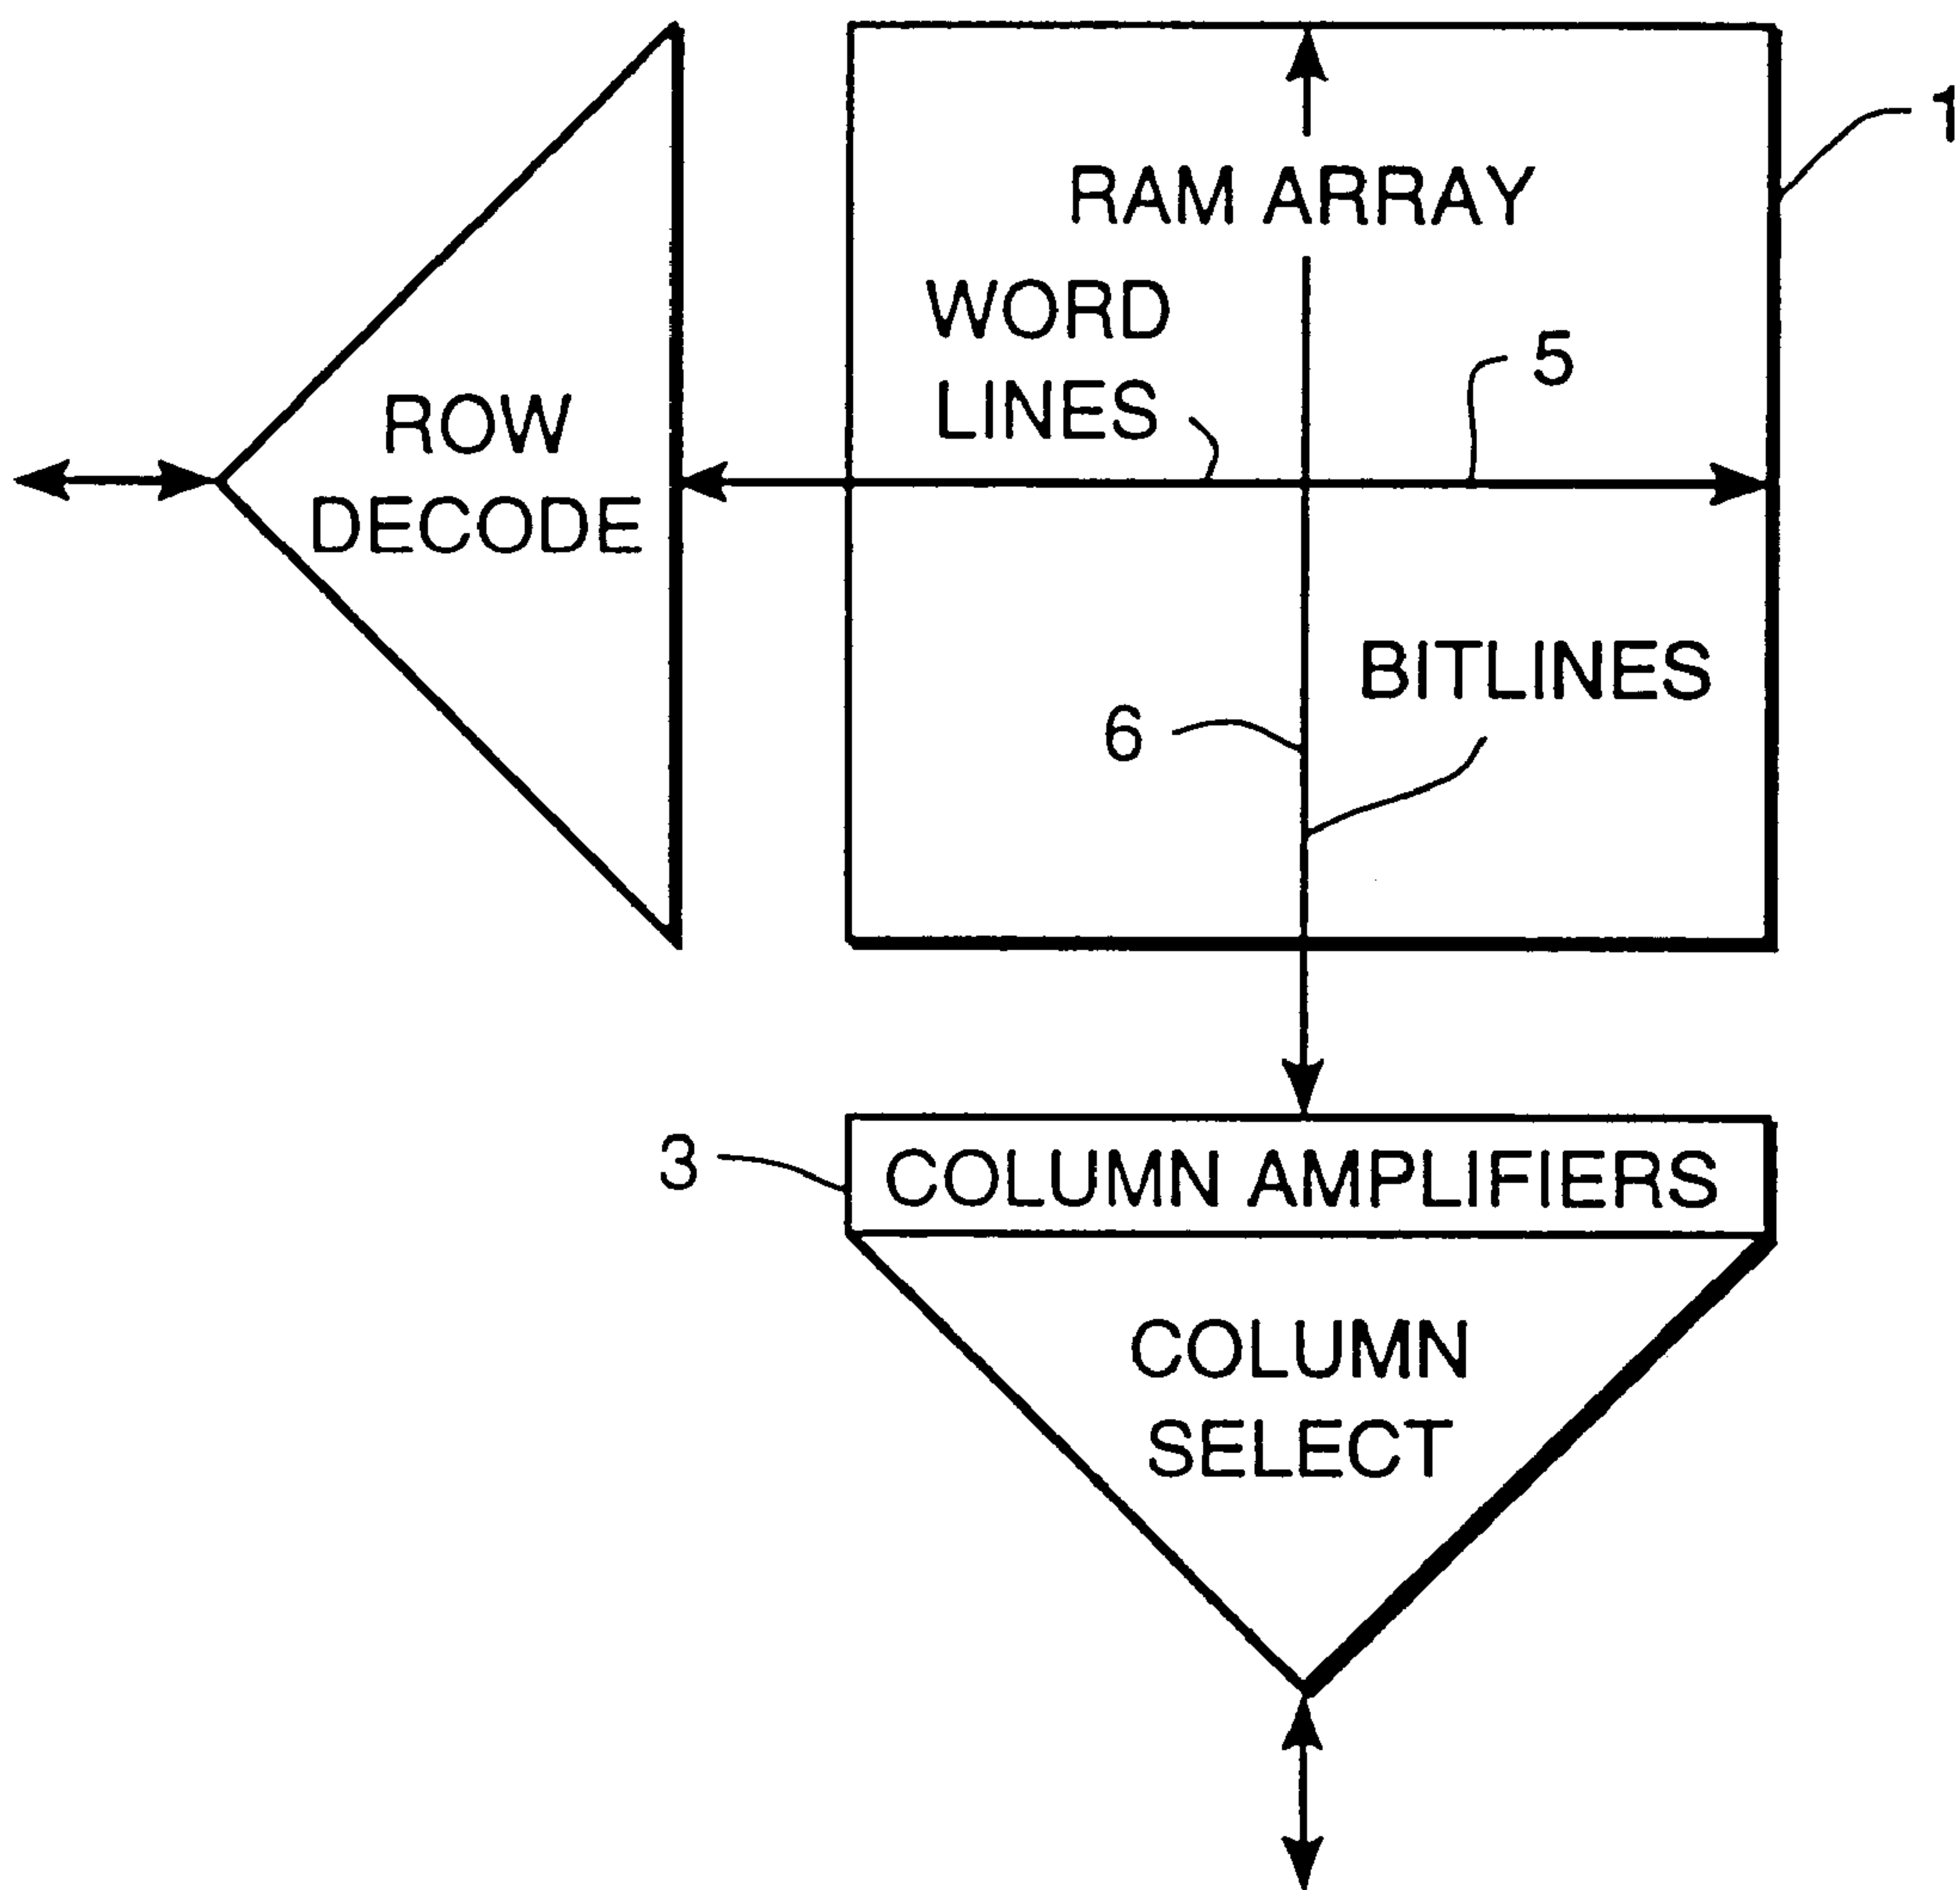 1
RAM ARRAY
WORD
LINES
5
ROW
DECODE
BITLINES
6
3
COLUMN AMPLIFIERS
COLUMN
SELECT